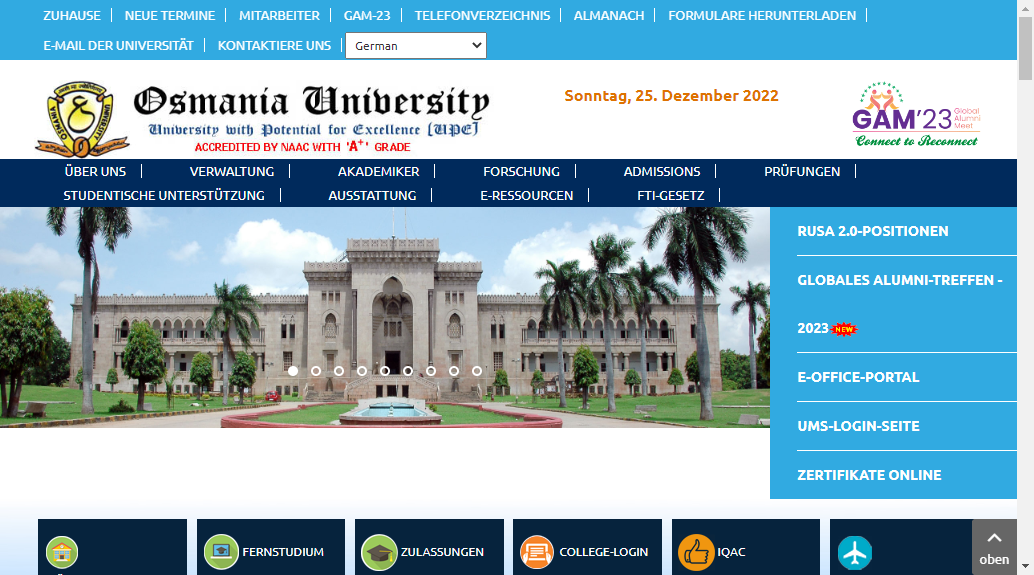 ZUHAUSE NEUE TERMINE MITARBEITER GAM-23 TELEFONVERZEICHNIS ALMANACH FORMULARE HERUNTERLADEN
E-MAIL DER UNIVERSITÄT KONTAKTIERE UNS German
Osmania University
University with Potential for Excellence [UPE]
ACCREDITED BY NAAC WITH 'A+' GRADE
Sonntag, 25. Dezember 2022
GAM'23 Global Alumni Meet
Connect to Reconnect
ÜBER UNS VERWALTUNG AKADEMIKER FORSCHUNG ADMISSIONS PRÜFUNGEN
STUDENTISCHE UNTERSTÜTZUNG AUSSTATTUNG E-RESSOURCEN FTI-GESETZ
RUSA 2.0-POSITIONEN
GLOBALES ALUMNI-TREFFEN -
2023 NEW
E-OFFICE-PORTAL
UMS-LOGIN-SEITE
ZERTIFIKATE ONLINE
FERNSTUDIUM ZULASSUNGEN COLLEGE-LOGIN IQAC
oben